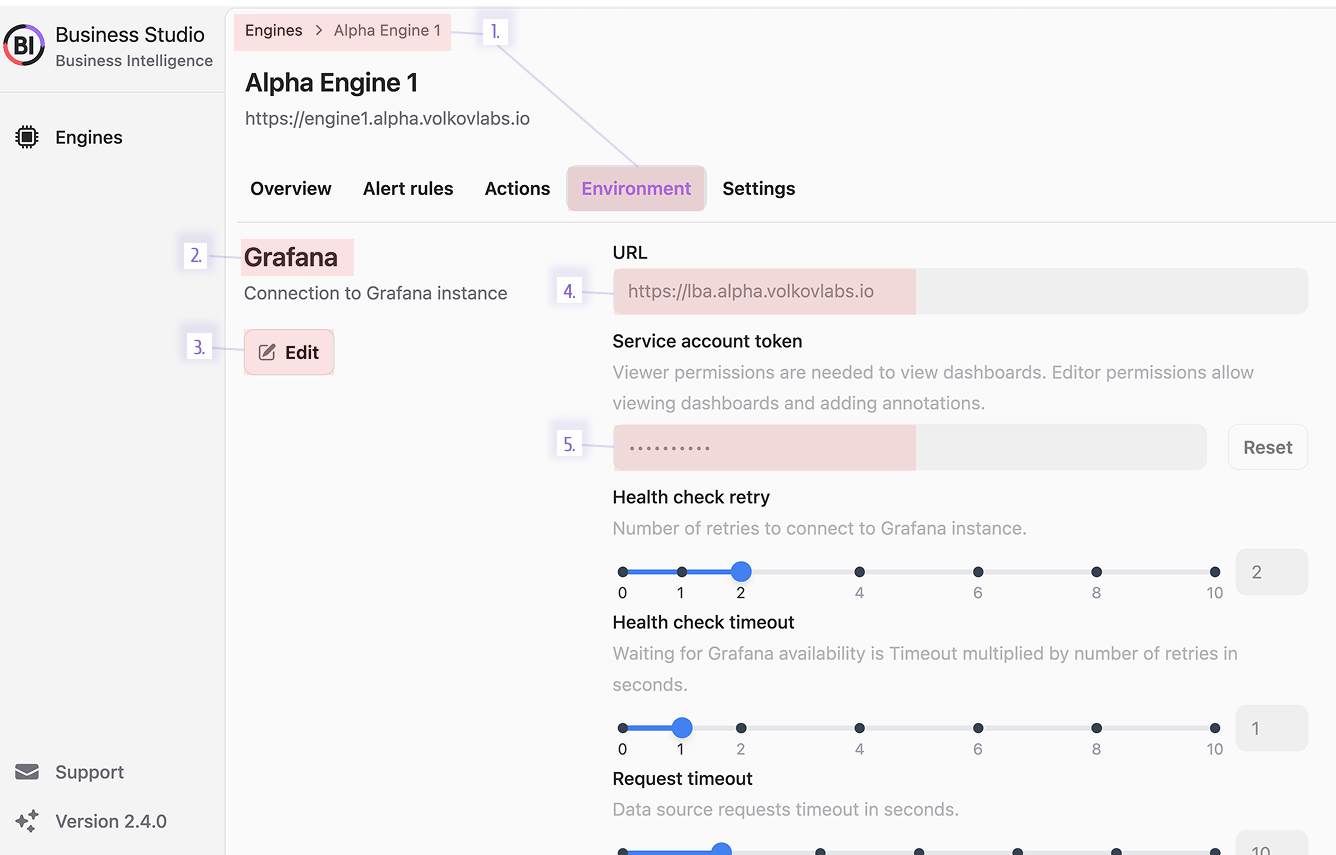 BI
Business Studio
Business Intelligence
Engines
Support
Version 2.4.0
Engines > Alpha Engine 1
1.
Alpha Engine 1
https://engine1.alpha.volkovlabs.io
Overview Alert rules Actions Environment Settings
2.
Grafana
Connection to Grafana instance
3.
Edit
URL
4.
https://lba.alpha.volkovlabs.io
Service account token
Viewer permissions are needed to view dashboards. Editor permissions allow
viewing dashboards and adding annotations.
5.
••••••••••
Reset
Health check retry
Number of retries to connect to Grafana instance.
2
0 1 2 4 6 8 10
Health check timeout
Waiting for Grafana availability is Timeout multiplied by number of retries in
seconds.
1
0 1 2 4 6 8 10
Request timeout
Data source requests timeout in seconds.
10